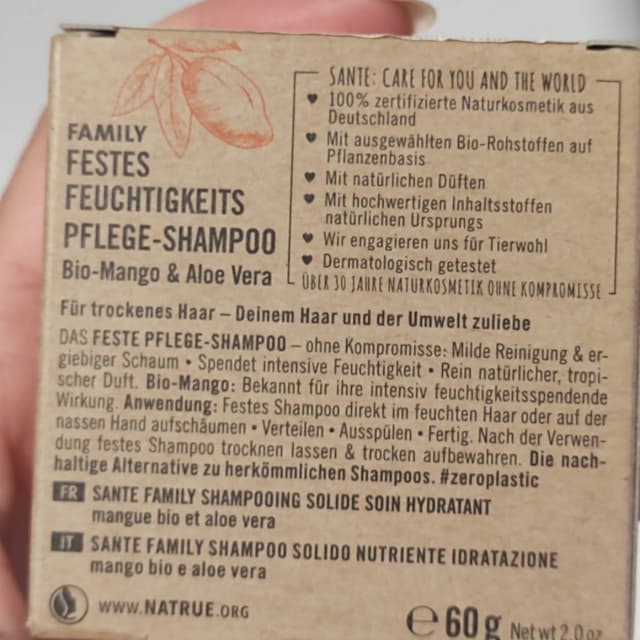 FAMILY
FESTES
FEUCHTIGKEITS
PFLEGE-SHAMPOO
Bio-Mango & Aloe Vera
SANTE: CARE FOR YOU AND THE WORLD
♥ 100% zertifizierte Naturkosmetik aus
Deutschland
♥ Mit ausgewählten Bio-Rohstoffen auf
Pflanzenbasis
♥ Mit natürlichen Düften
♥ Mit hochwertigen Inhaltsstoffen
natürlichen Ursprungs
♥ Wir engagieren uns für Tierwohl
♥ Dermatologisch getestet
ÜBER 30 JAHRE NATURKOSMETIK OHNE KOMPROMISSE
Für trockenes Haar – Deinem Haar und der Umwelt zuliebe
DAS FESTE PFLEGE-SHAMPOO – ohne Kompromisse: Milde Reinigung & er-
giebiger Schaum • Spendet intensive Feuchtigkeit • Rein natürlicher, tropi-
scher Duft. Bio-Mango: Bekannt für ihre intensiv feuchtigkeitsspendende
Wirkung. Anwendung: Festes Shampoo direkt im feuchten Haar oder auf der
nassen Hand aufschäumen • Verteilen • Ausspülen • Fertig. Nach der Verwen-
dung festes Shampoo trocknen lassen & trocken aufbewahren. Die nach-
haltige Alternative zu herkömmlichen Shampoos. #zeroplastic
FR SANTE FAMILY SHAMPOOING SOLIDE SOIN HYDRATANT
mangue bio et aloe vera
IT SANTE FAMILY SHAMPOO SOLIDO NUTRIENTE IDRATAZIONE
mango bio e aloe vera
WWW.NATRUE.ORG
℮ 60 g Net wt 2.0 oz